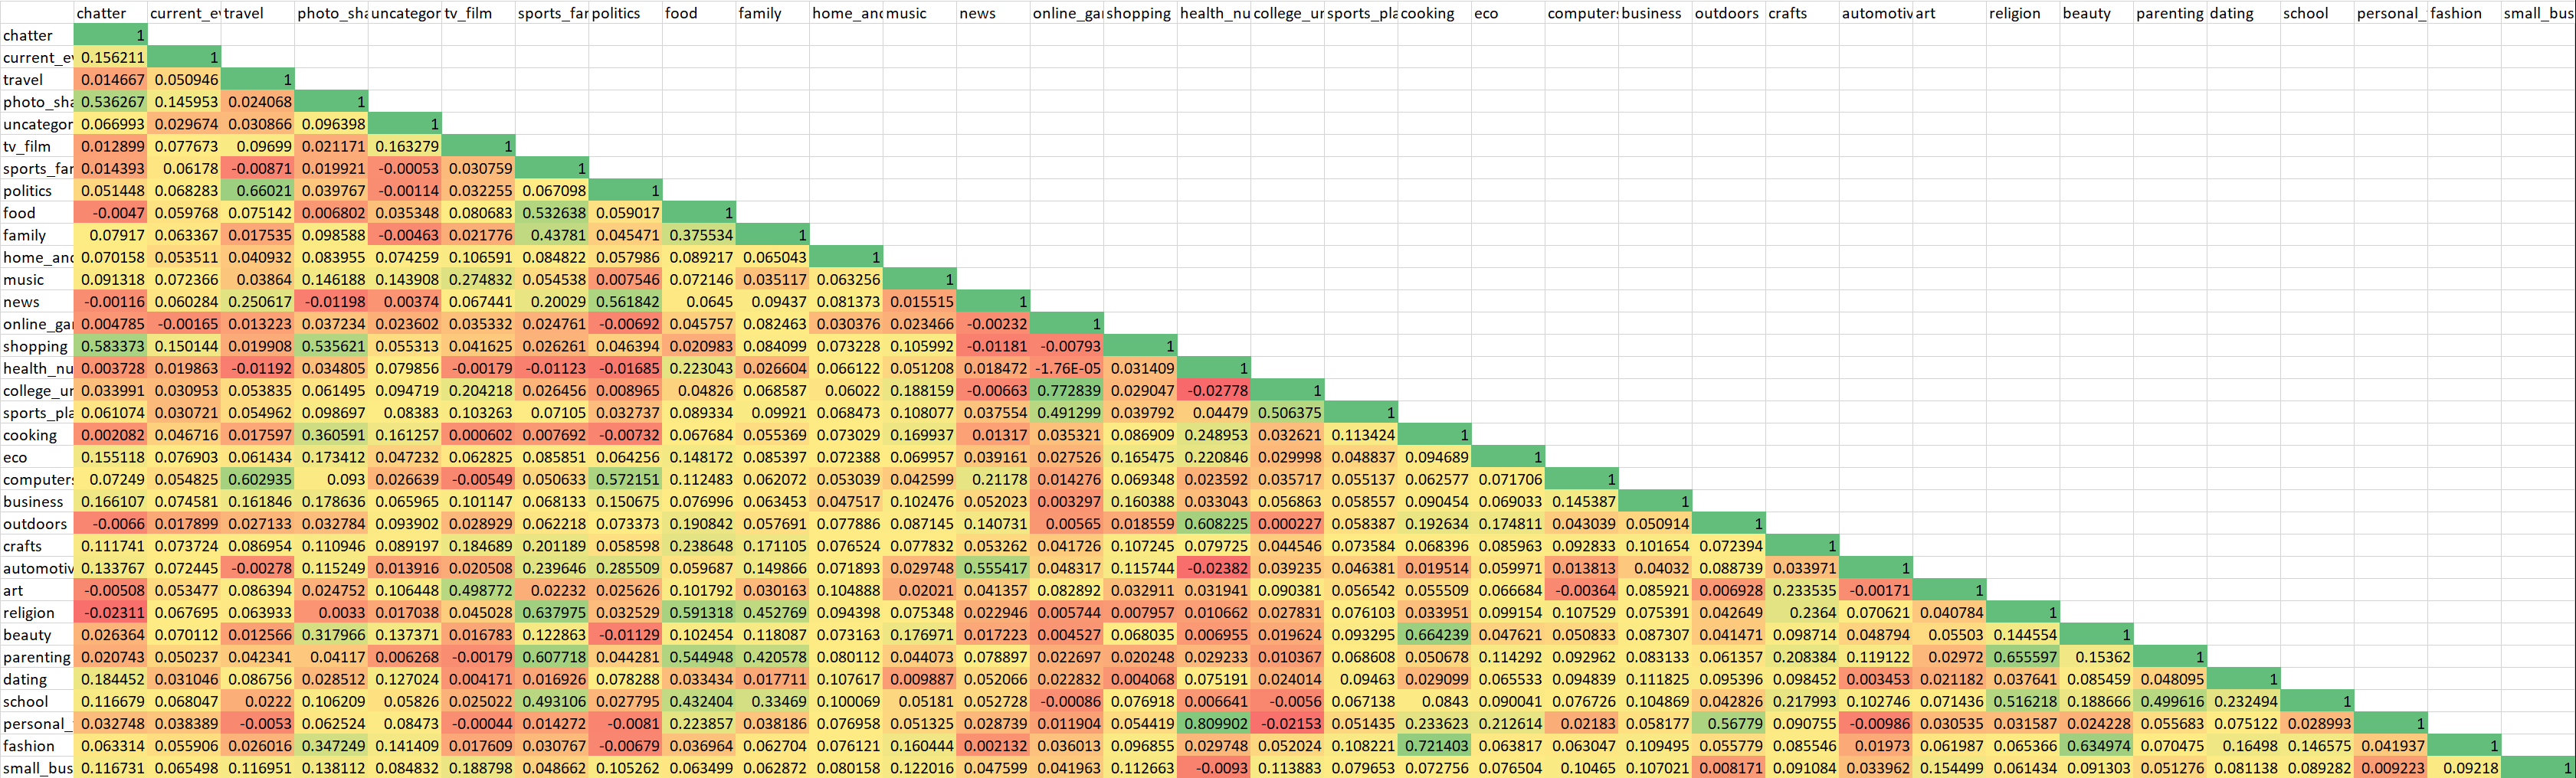 chatter current_ev travel photo_sha uncategor tv_film sports_fan politics food family home_and music news online_gar shopping health_nu college_ur sports_pla cooking eco computers business outdoors crafts automotiv art religion beauty parenting dating school personal_ fashion small_bus
chatter 1
current_ev 0.156211 1
travel 0.014667 0.050946 1
photo_sha 0.536267 0.145953 0.024068 1
uncategor 0.066993 0.029674 0.030866 0.096398 1
tv_film 0.012899 0.077673 0.09699 0.021171 0.163279 1
sports_far 0.014393 0.06178 -0.00871 0.019921 -0.00053 0.030759 1
politics 0.051448 0.068283 0.66021 0.039767 -0.00114 0.032255 0.067098 1
food -0.0047 0.059768 0.075142 0.006802 0.035348 0.080683 0.532638 0.059017 1
family 0.07917 0.063367 0.017535 0.098588 -0.00463 0.021776 0.43781 0.045471 0.375534 1
home_and 0.070158 0.053511 0.040932 0.083955 0.074259 0.106591 0.084822 0.057986 0.089217 0.065043 1
music 0.091318 0.072366 0.03864 0.146188 0.143908 0.274832 0.054538 0.007546 0.072146 0.035117 0.063256 1
news -0.00116 0.060284 0.250617 -0.01198 0.00374 0.067441 0.20029 0.561842 0.0645 0.09437 0.081373 0.015515 1
online_gar 0.004785 -0.00165 0.013223 0.037234 0.023602 0.035332 0.024761 -0.00692 0.045757 0.082463 0.030376 0.023466 -0.00232 1
shopping 0.583373 0.150144 0.019908 0.535621 0.055313 0.041625 0.026261 0.046394 0.020983 0.084099 0.073228 0.105992 -0.01181 -0.00793 1
health_nu 0.003728 0.019863 -0.01192 0.034805 0.079856 -0.00179 -0.01123 -0.01685 0.223043 0.026604 0.066122 0.051208 0.018472 -1.76E-05 0.031409 1
college_ur 0.033991 0.030953 0.053835 0.061495 0.094719 0.204218 0.026456 0.008965 0.04826 0.068587 0.06022 0.188159 -0.00663 0.772839 0.029047 -0.02778 1
sports_pla 0.061074 0.030721 0.054962 0.098697 0.08383 0.103263 0.07105 0.032737 0.089334 0.09921 0.068473 0.108077 0.037554 0.491299 0.039792 0.04479 0.506375 1
cooking 0.002082 0.046716 0.017597 0.360591 0.161257 0.000602 0.007692 -0.00732 0.067684 0.055369 0.073029 0.169937 0.01317 0.035321 0.086909 0.248953 0.032621 0.113424 1
eco 0.155118 0.076903 0.061434 0.173412 0.047232 0.062825 0.085851 0.064256 0.148172 0.085397 0.072388 0.069957 0.039161 0.027526 0.165475 0.220846 0.029998 0.048837 0.094689 1
computers 0.07249 0.054825 0.602935 0.093 0.026639 -0.00549 0.050633 0.572151 0.112483 0.062072 0.053039 0.042599 0.21178 0.014276 0.069348 0.023592 0.035717 0.055137 0.062577 0.071706 1
business 0.166107 0.074581 0.161846 0.178636 0.065965 0.101147 0.068133 0.150675 0.076996 0.063453 0.047517 0.102476 0.052023 0.003297 0.160388 0.033043 0.056863 0.058557 0.090454 0.069033 0.145387 1
outdoors -0.0066 0.017899 0.027133 0.032784 0.093902 0.028929 0.062218 0.073373 0.190842 0.057691 0.077886 0.087145 0.140731 0.00565 0.018559 0.608225 0.000227 0.058387 0.192634 0.174811 0.043039 0.050914 1
crafts 0.111741 0.073724 0.086954 0.110946 0.089197 0.184689 0.201189 0.058598 0.238648 0.171105 0.076524 0.077832 0.053262 0.041726 0.107245 0.079725 0.044546 0.073584 0.068396 0.085963 0.092833 0.101654 0.072394 1
automotiv 0.133767 0.072445 -0.00278 0.115249 0.013916 0.020508 0.239646 0.285509 0.059687 0.149866 0.071893 0.029748 0.555417 0.048317 0.115744 -0.02382 0.039235 0.046381 0.019514 0.059971 0.013813 0.04032 0.088739 0.033971 1
art -0.00508 0.053477 0.086394 0.024752 0.106448 0.498772 0.02232 0.025626 0.101792 0.030163 0.104888 0.02021 0.041357 0.082892 0.032911 0.031941 0.090381 0.056542 0.055509 0.066684 -0.00364 0.085921 0.006928 0.233535 -0.00171 1
religion -0.02311 0.067695 0.063933 0.0033 0.017038 0.045028 0.637975 0.032529 0.591318 0.452769 0.094398 0.075348 0.022946 0.005744 0.007957 0.010662 0.027831 0.076103 0.033951 0.099154 0.107529 0.075391 0.042649 0.2364 0.070621 0.040784 1
beauty 0.026364 0.070112 0.012566 0.317966 0.137371 0.016783 0.122863 -0.01129 0.102454 0.118087 0.073163 0.176971 0.017223 0.004527 0.068035 0.006955 0.019624 0.093295 0.664239 0.047621 0.050833 0.087307 0.041471 0.098714 0.048794 0.05503 0.144554 1
parenting 0.020743 0.050237 0.042341 0.04117 0.006268 -0.00179 0.607718 0.044281 0.544948 0.420578 0.080112 0.044073 0.078897 0.022697 0.020248 0.029233 0.010367 0.068608 0.050678 0.114292 0.092962 0.083133 0.061357 0.208384 0.119122 0.02972 0.655597 0.15362 1
dating 0.184452 0.031046 0.086756 0.028512 0.127024 0.004171 0.016926 0.078288 0.033434 0.017711 0.107617 0.009887 0.052066 0.022832 0.004068 0.075191 0.024014 0.09463 0.029099 0.065533 0.094839 0.111825 0.095396 0.098452 0.003453 0.021182 0.037641 0.085459 0.048095 1
school 0.116679 0.068047 0.0222 0.106209 0.05826 0.025022 0.493106 0.027795 0.432404 0.33469 0.100069 0.05181 0.052728 -0.00086 0.076918 0.006641 -0.0056 0.067138 0.0843 0.090041 0.076726 0.104869 0.042826 0.217993 0.102746 0.071436 0.516218 0.188666 0.499616 0.232494 1
personal_ 0.032748 0.038389 -0.0053 0.062524 0.08473 -0.00044 0.014272 -0.0081 0.223857 0.038186 0.076958 0.051325 0.028739 0.011904 0.054419 0.809902 -0.02153 0.051435 0.233623 0.212614 0.02183 0.058177 0.56779 0.090755 -0.00986 0.030535 0.031587 0.024228 0.055683 0.075122 0.028993 1
fashion 0.063314 0.055906 0.026016 0.347249 0.141409 0.017609 0.030767 -0.00679 0.036964 0.062704 0.076121 0.160444 0.002132 0.036013 0.096855 0.029748 0.052024 0.108221 0.721403 0.063817 0.063047 0.109495 0.055779 0.085546 0.01973 0.061987 0.065366 0.634974 0.070475 0.16498 0.146575 0.041937 1
small_bus 0.116731 0.065498 0.116951 0.138112 0.084832 0.188798 0.048662 0.105262 0.063499 0.062872 0.080158 0.122016 0.047599 0.041963 0.112663 -0.0093 0.113883 0.079653 0.072756 0.076504 0.10465 0.107021 0.008171 0.091084 0.033962 0.154499 0.041435 0.091303 0.051276 0.081138 0.089282 0.009223 0.09218 1